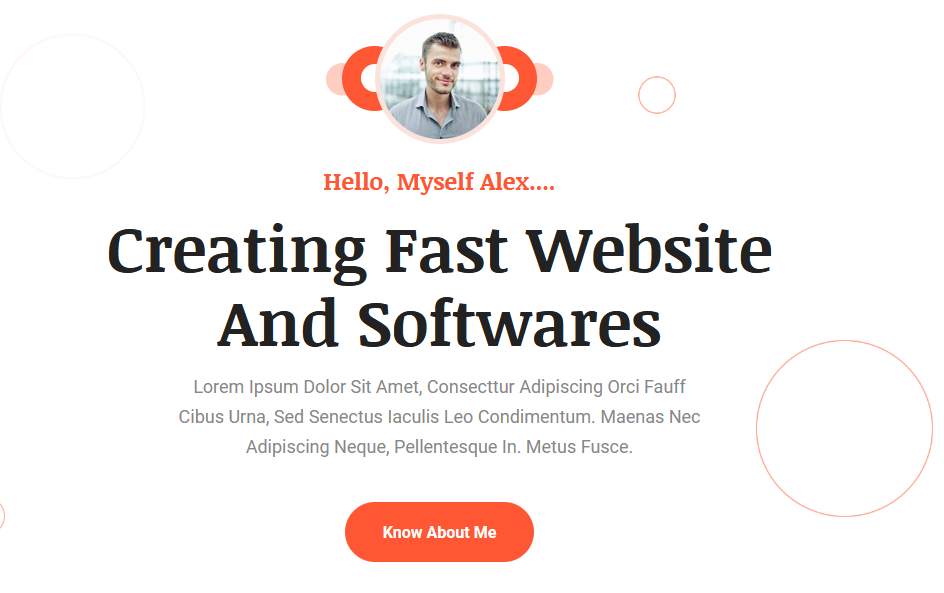 Hello, Myself Alex....
Creating Fast Website
And Softwares
Lorem Ipsum Dolor Sit Amet, Consecttur Adipiscing Orci Fauff
Cibus Urna, Sed Senectus Iaculis Leo Condimentum. Maenas Nec
Adipiscing Neque, Pellentesque In. Metus Fusce.
Know About Me